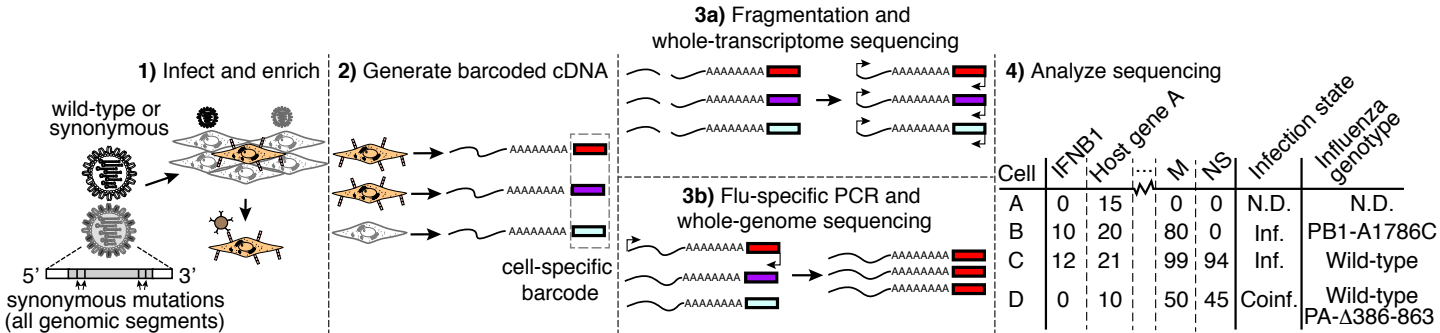 1) Infect and enrich
wild-type or
synonymous
5’
3’
synonymous mutations
(all genomic segments)
2) Generate barcoded cDNA
AAAAAAAA
AAAAAAAA
AAAAAAAA
cell-specific
barcode
3a) Fragmentation and
whole-transcriptome sequencing
AAAAAAAA
AAAAAAAA
AAAAAAAA
AAAAAAAA
AAAAAAAA
AAAAAAAA
3b) Flu-specific PCR and
whole-genome sequencing
AAAAAAAA
AAAAAAAA
AAAAAAAA
AAAAAAAA
AAAAAAAA
AAAAAAAA
4) Analyze sequencing
Cell IFNB1 Host gene A ... M NS Infection state Influenza genotype
A 0 15 0 0 N.D. N.D.
B 10 20 80 0 Inf. PB1-A1786C
C 12 21 99 94 Inf. Wild-type
D 0 10 50 45 Coinf. Wild-type
PA-Δ386-863